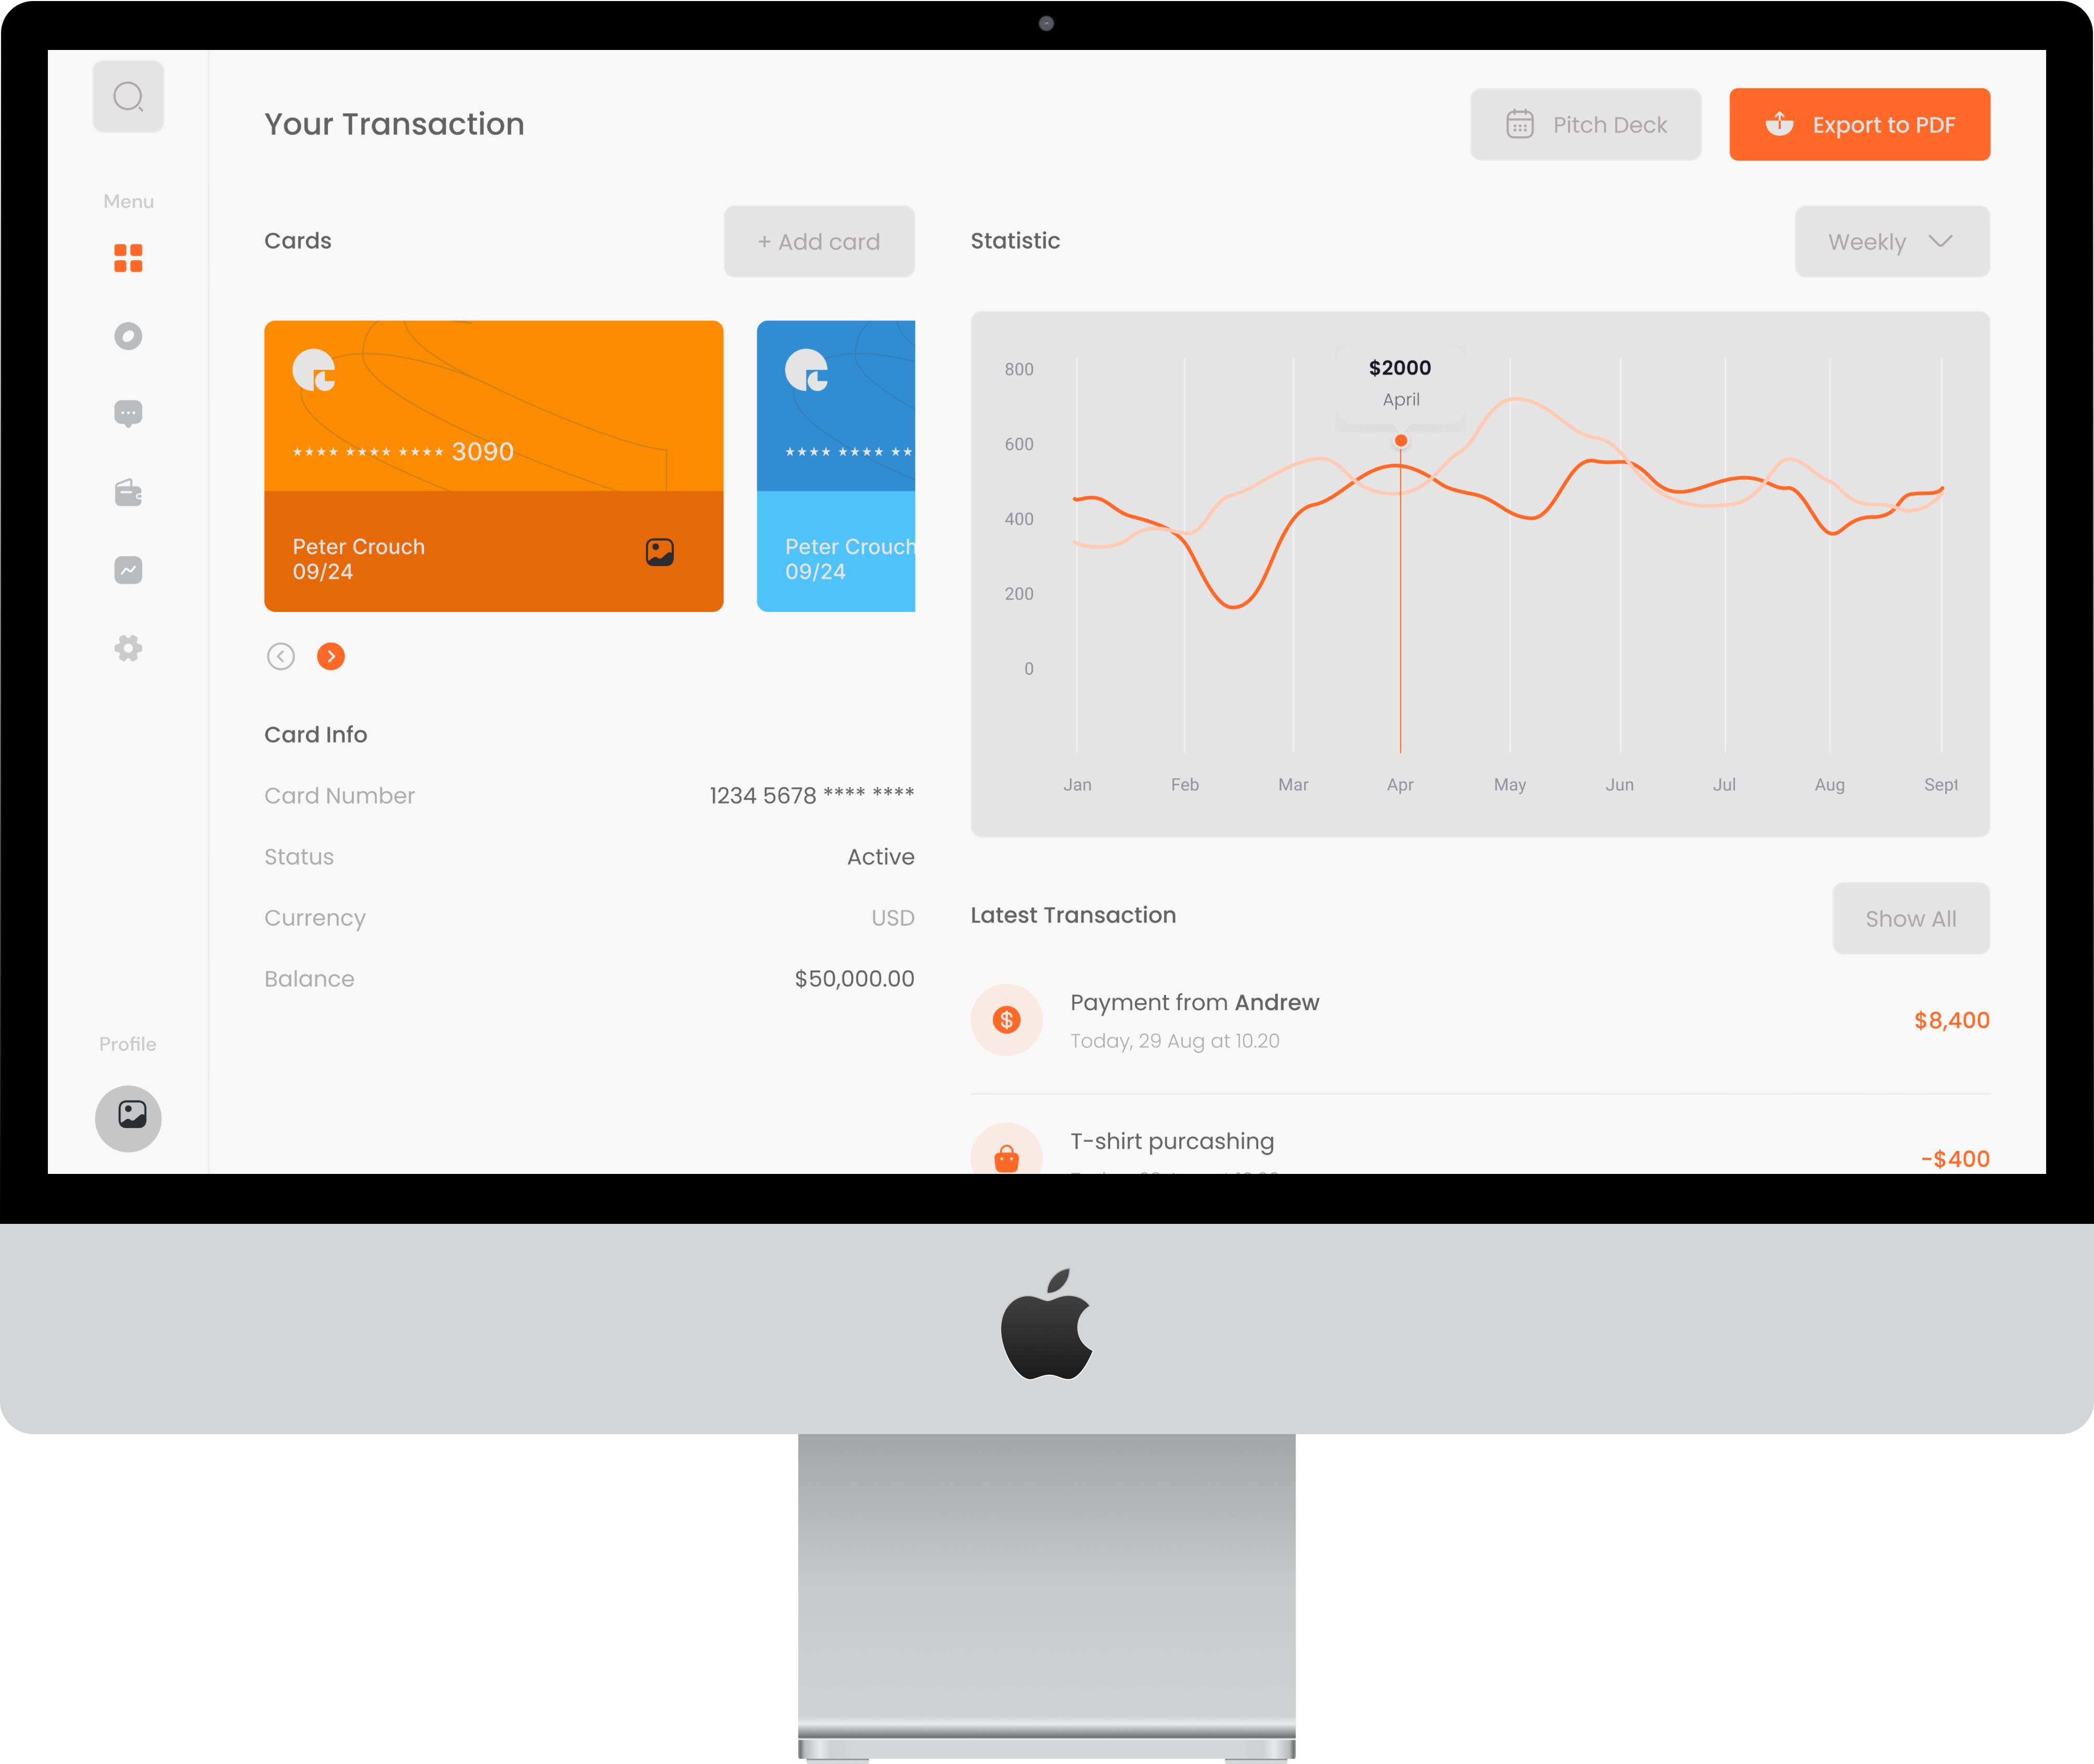 Your Transaction
Pitch Deck
Export to PDF
Menu
Cards
+ Add card
★★★★ ★★★★ ★★★★ 3090
Peter Crouch
09/24
★★★★ ★★★★ ★★
Peter Crouch
09/24
Card Info
Card Number
1234 5678 **** ****
Status
Active
Currency
USD
Balance
$50,000.00
Profile
Statistic
Weekly
$2000
April
800
600
400
200
0
Jan
Feb
Mar
Apr
May
Jun
Jul
Aug
Sept
Latest Transaction
Show All
Payment from Andrew
Today, 29 Aug at 10.20
$8,400
T-shirt purcashing
-$400